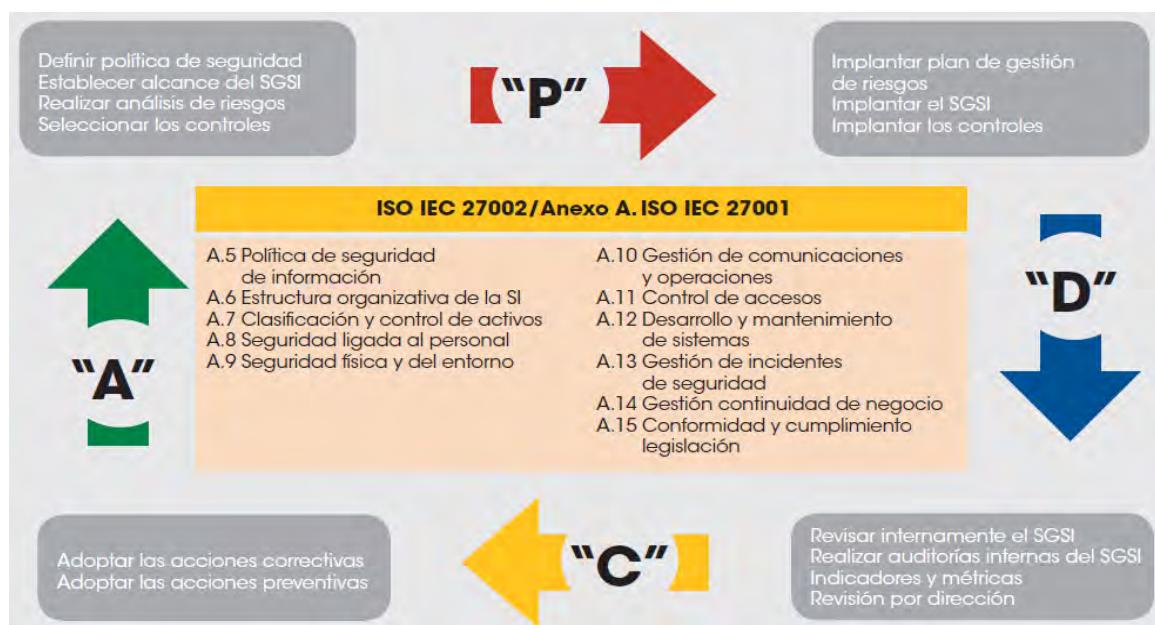 Definir política de seguridad
Establecer alcance del SGSI
Realizar análisis de riesgos
Seleccionar los controles
"P"
Implantar plan de gestión
de riesgos
Implantar el SGSI
Implantar los controles
"A"
ISO IEC 27002/Anexo A. ISO IEC 27001
A.5 Política de seguridad
de información
A.6 Estructura organizativa de la SI
A.7 Clasificación y control de activos
A.8 Seguridad ligada al personal
A.9 Seguridad física y del entorno
A.10 Gestión de comunicaciones
y operaciones
A.11 Control de accesos
A.12 Desarrollo y mantenimiento
de sistemas
A.13 Gestión de incidentes
de seguridad
A.14 Gestión continuidad de negocio
A.15 Conformidad y cumplimiento
legislación
"D"
Adoptar las acciones correctivas
Adoptar las acciones preventivas
"C"
Revisar internamente el SGSI
Realizar auditorías internas del SGSI
Indicadores y métricas
Revisión por dirección